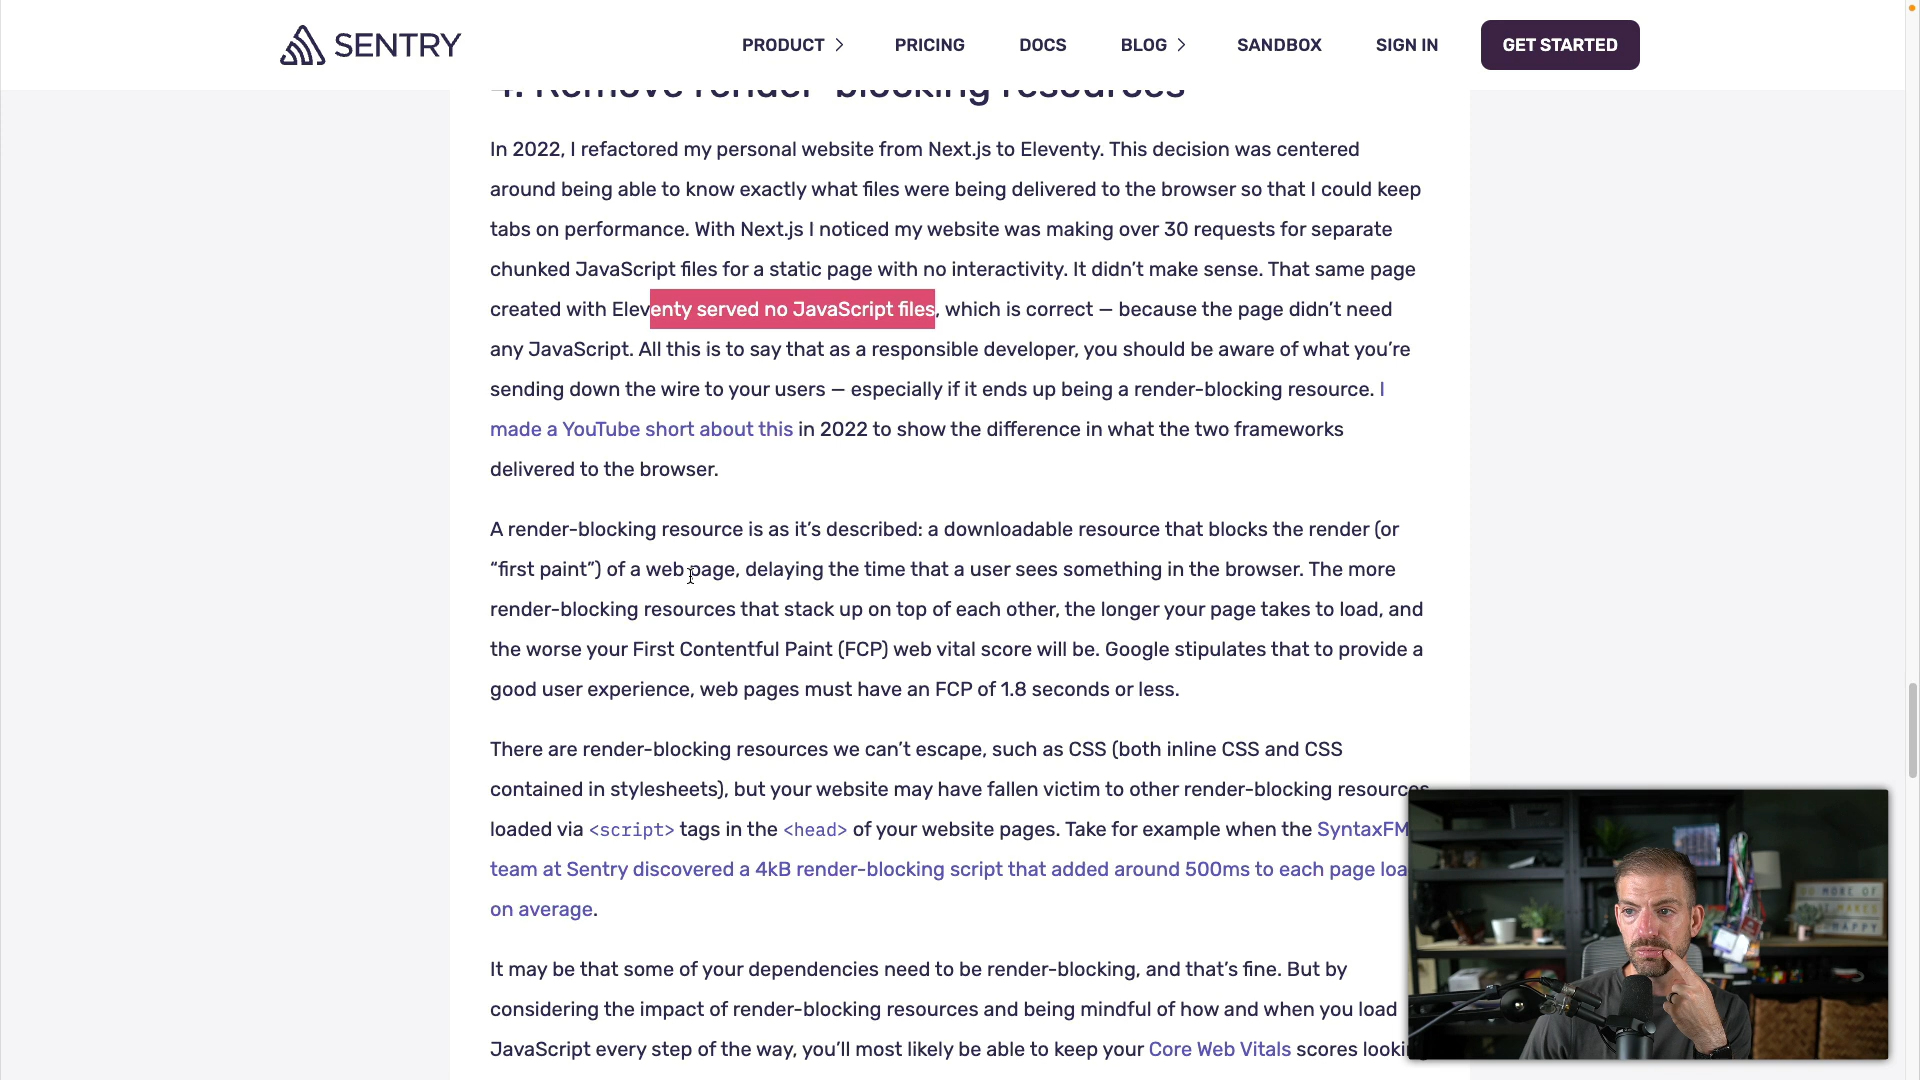 SENTRY
PRODUCT
PRICING
DOCS
BLOG
SANDBOX
SIGN IN
GET STARTED
4. Remove render-blocking resources
In 2022, I refactored my personal website from Next.js to Eleventy. This decision was centered
around being able to know exactly what files were being delivered to the browser so that I could keep
tabs on performance. With Next.js I noticed my website was making over 30 requests for separate
chunked JavaScript files for a static page with no interactivity. It didn’t make sense. That same page
created with Eleventy served no JavaScript files, which is correct — because the page didn’t need
any JavaScript. All this is to say that as a responsible developer, you should be aware of what you’re
sending down the wire to your users — especially if it ends up being a render-blocking resource. I
made a YouTube short about this in 2022 to show the difference in what the two frameworks
delivered to the browser.
A render-blocking resource is as it’s described: a downloadable resource that blocks the render (or
“first paint”) of a web page, delaying the time that a user sees something in the browser. The more
render-blocking resources that stack up on top of each other, the longer your page takes to load, and
the worse your First Contentful Paint (FCP) web vital score will be. Google stipulates that to provide a
good user experience, web pages must have an FCP of 1.8 seconds or less.
There are render-blocking resources we can’t escape, such as CSS (both inline CSS and CSS
contained in stylesheets), but your website may have fallen victim to other render-blocking resources
loaded via <script> tags in the <head> of your website pages. Take for example when the SyntaxFM
team at Sentry discovered a 4kB render-blocking script that added around 500ms to each page loa
on average.
It may be that some of your dependencies need to be render-blocking, and that’s fine. But by
considering the impact of render-blocking resources and being mindful of how and when you load
JavaScript every step of the way, you’ll most likely be able to keep your Core Web Vitals scores looki
DO MORE OF
MAKES
HAPPY